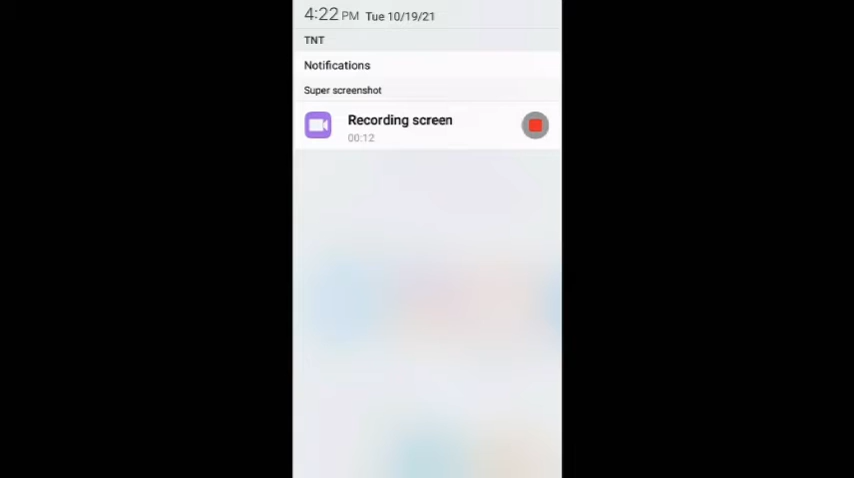 4:22 PM Tue 10/19/21
TNT
Notifications
Super screenshot
Recording screen
00:12